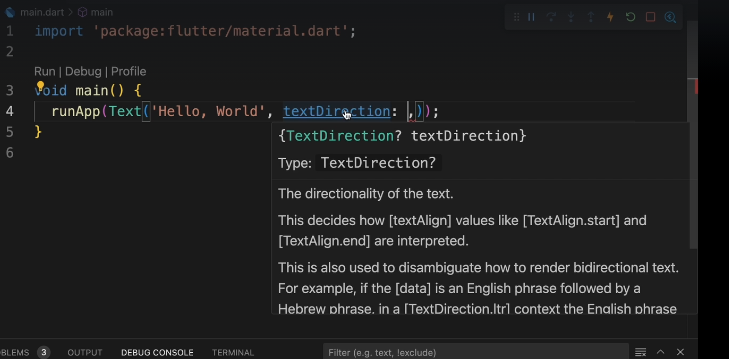 main.dart > main
1 import 'package:flutter/material.dart';
2
Run | Debug | Profile
3 void main() {
4 runApp(Text('Hello, World', textDirection: ,));
5 }
6
{TextDirection? textDirection}
Type: TextDirection?
The directionality of the text.
This decides how [textAlign] values like [TextAlign.start] and
[TextAlign.end] are interpreted.
This is also used to disambiguate how to render bidirectional text.
For example, if the [data] is an English phrase followed by a
Hebrew phrase, in a [TextDirection.ltr] context the English phrase
BLEMS 3 OUTPUT DEBUG CONSOLE TERMINAL Filter (e.g. text, !exclude)